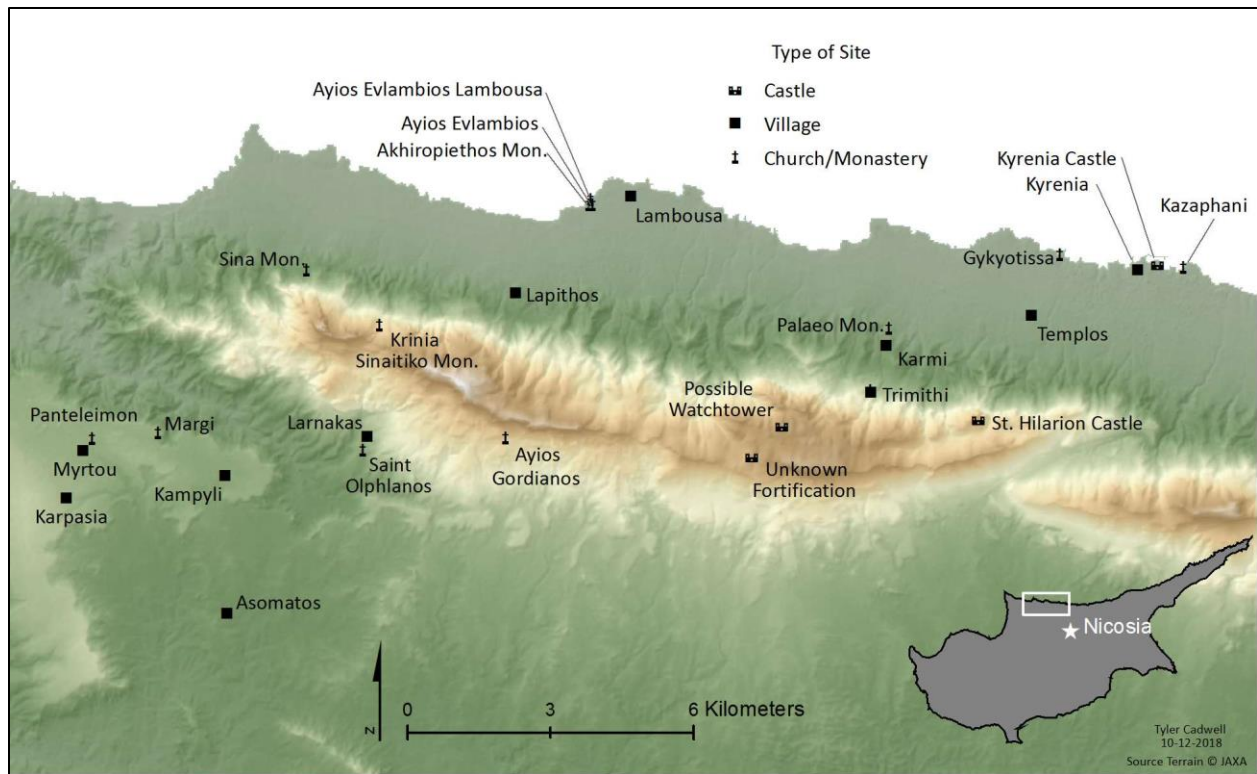 Type of Site
Castle
Village
Church/Monastery
Ayios Evlambios Lambousa
Ayios Evlambios
Akhiropiethos Mon.
Lambousa
Kyrenia Castle
Kyrenia
Kazaphani
Gykyotissa
Sina Mon.
Lapithos
Templos
Palaeo Mon.
Karmi
Krinia
Sinaitiko Mon.
Trimithi
Possible
Watchtower
St. Hilarion Castle
Panteleimon
Margi
Larnakas
Myrtou
Saint
Olphlanos
Ayios
Gordianos
Unknown
Fortification
Kampyli
Karpasia
Asomatos
Nicosia
N
0 3 6 Kilometers
Tyler Cadwell
10-12-2018
Source Terrain © JAXA